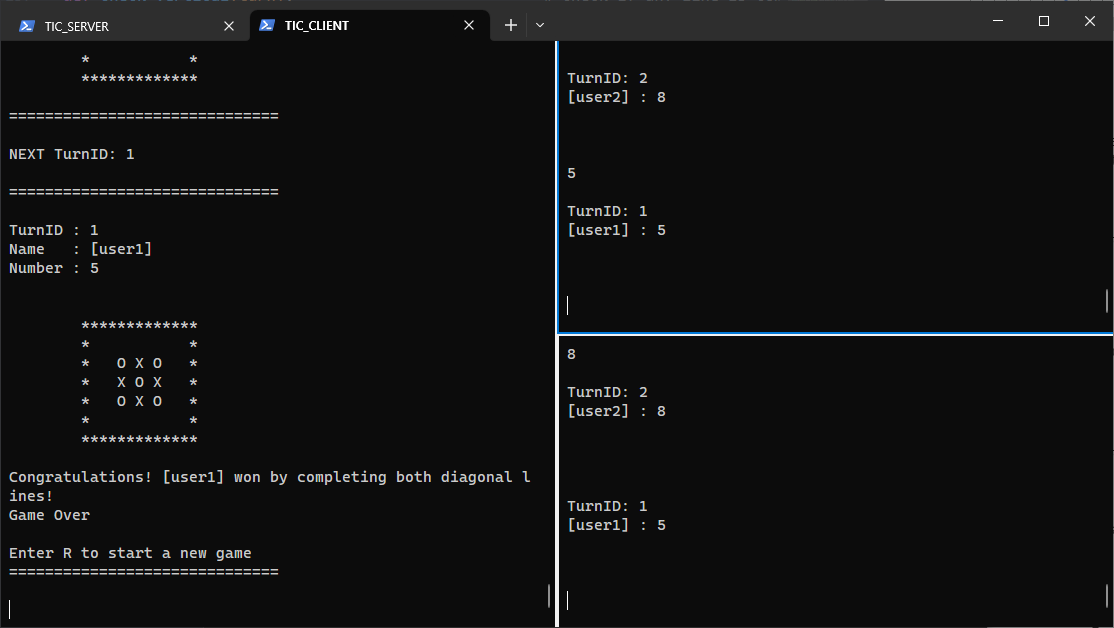 TIC_SERVER
TIC_CLIENT
*           *
*************
==============================
NEXT TurnID: 1
==============================
TurnID : 1
Name   : [user1]
Number : 5
*************
*           *
*   O X O   *
*   X O X   *
*   O X O   *
*           *
*************
Congratulations! [user1] won by completing both diagonal l
ines!
Game Over
Enter R to start a new game
==============================
TurnID: 2
[user2] : 8
5
TurnID: 1
[user1] : 5
8
TurnID: 2
[user2] : 8
TurnID: 1
[user1] : 5